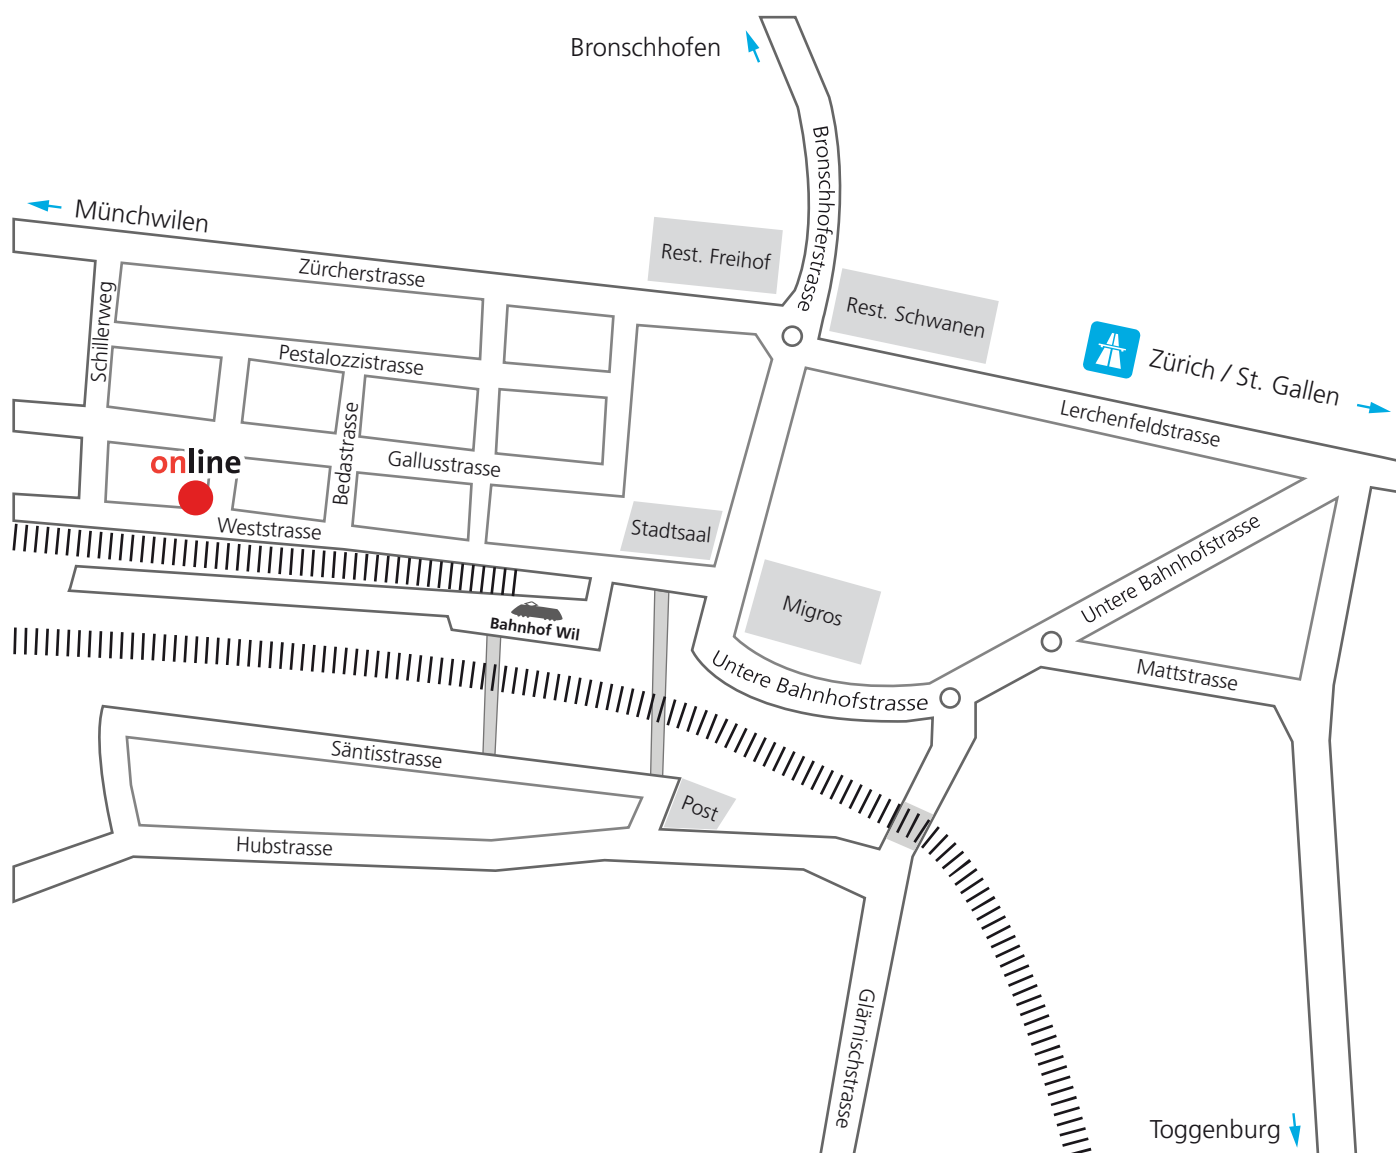 Bronschhofen
Bronschhoferstrasse
Münchwilen
Rest. Freihof
Zürcherstrasse
Rest. Schwanen
Zürich / St. Gallen
Schillerweg
Pestalozzistrasse
Lerchenfeldstrasse
Bedastrasse
Gallusstrasse
online
Weststrasse
Stadtsaal
Untere Bahnhofstrasse
Migros
Bahnhof Wil
Untere Bahnhofstrasse
Mattstrasse
Säntisstrasse
Post
Hubstrasse
Glärnischstrasse
Toggenburg